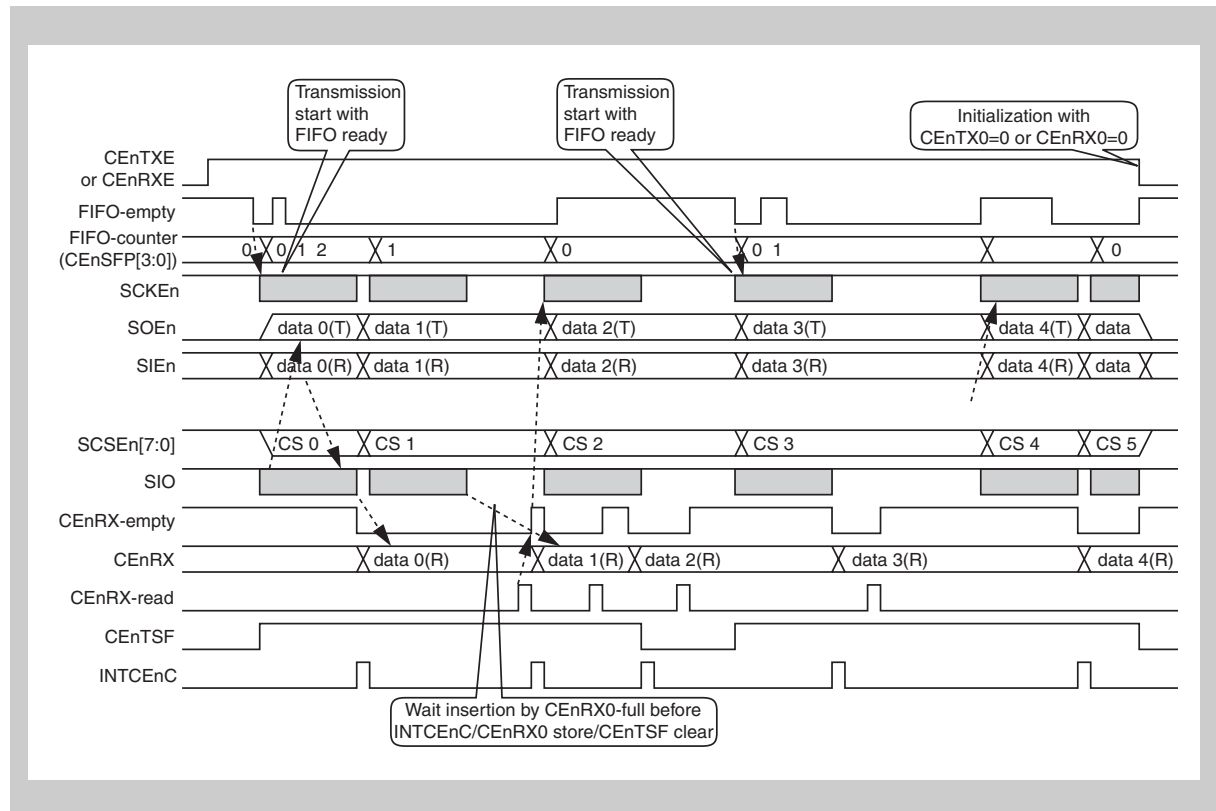 Transmission
start with
FIFO ready
Transmission
start with
FIFO ready
Initialization with
CEnTX0=0 or CEnRX0=0
CEnTXE
or CEnRXE
FIFO-empty
FIFO-counter
(CEnSFP[3:0])
0 0 1 2 1 0 0 1 0
SCKEn
SOEn data 0(T) data 1(T) data 2(T) data 3(T) data 4(T) data
SIEn data 0(R) data 1(R) data 2(R) data 3(R) data 4(R) data
SCSEn[7:0] CS 0 CS 1 CS 2 CS 3 CS 4 CS 5
SIO
CEnRX-empty
CEnRX data 0(R) data 1(R) data 2(R) data 3(R) data 4(R)
CEnRX-read
CEnTSF
INTCEnC
Wait insertion by CEnRX0-full before
INTCEnC/CEnRX0 store/CEnTSF clear